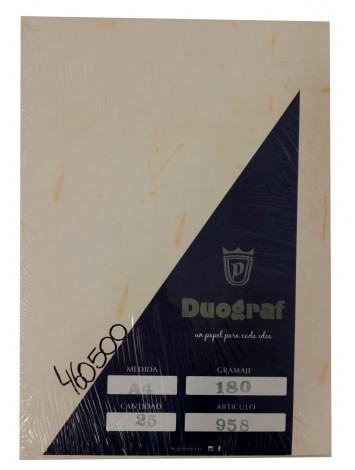 P
Duograf
un papel para cada idea
460500
MEDIDA GRAMAJE
A4 180
CANTIDAD ARTICULO
25 958